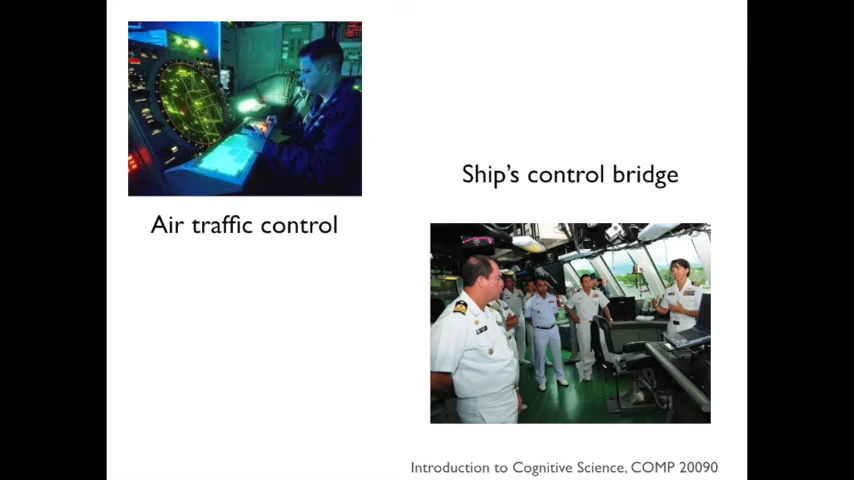 Ship's control bridge
Air traffic control
Introduction to Cognitive Science, COMP 20090